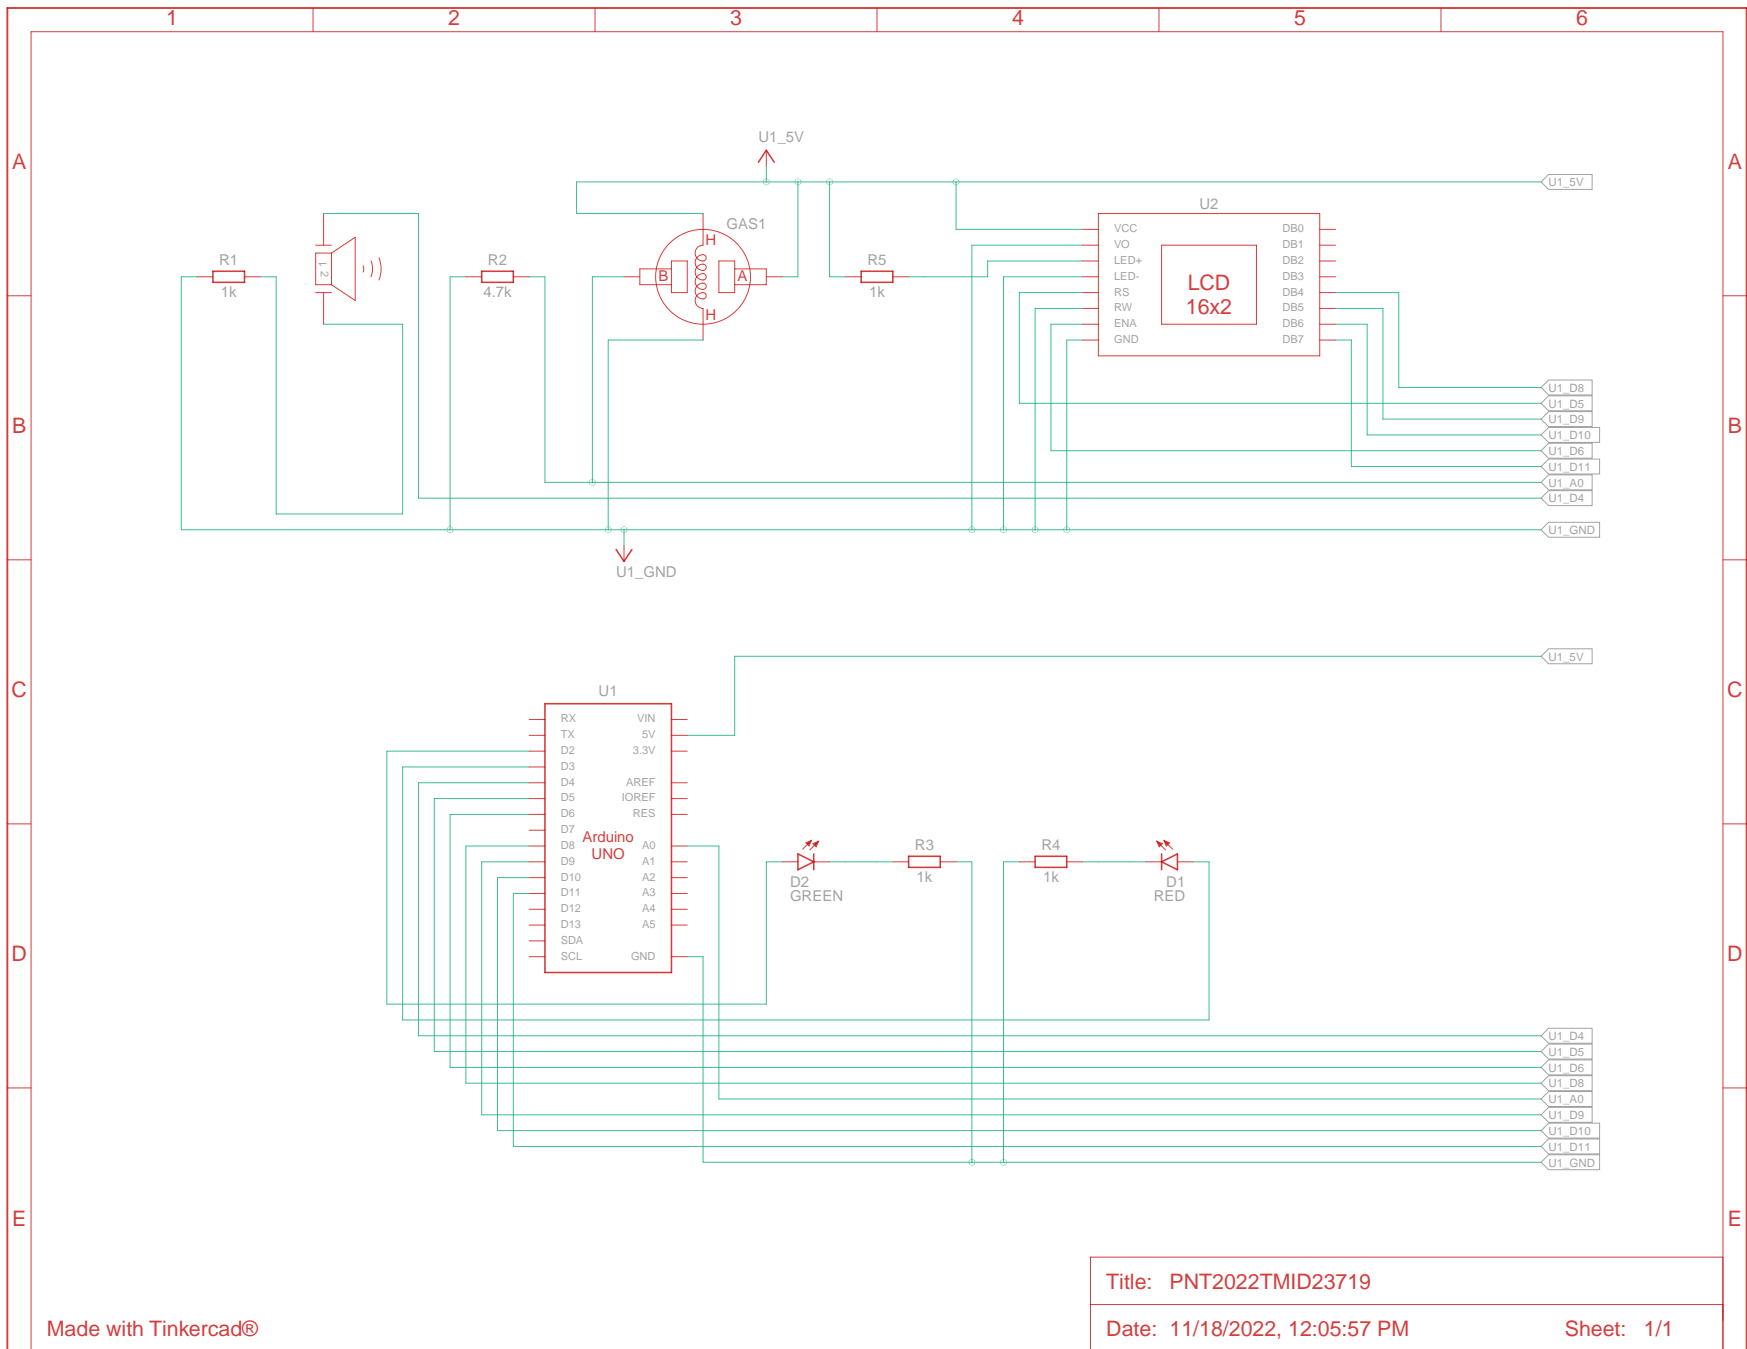 1 2 3 4 5 6
A A
U1_5V
U1_5V
U2
GAS1
VCC DB0
H
VO DB1
R1 R2 R5 LED+ DB2
1 2
B A
LED- LCD DB3
1k 4.7k 1k
RS 16x2 DB4
RW DB5
H
ENA DB6
GND DB7
U1_D8
U1_D5
B U1_D9 B
U1_D10
U1_D6
U1_D11
U1_A0
U1_D4
U1_GND
U1_GND
U1_5V
C U1 C
RX VIN
TX 5V
D2 3.3V
D3
D4 AREF
D5 IOREF
D6 RES
D7
Arduino
D8 A0 R3 R4
UNO
D9 A1
D10 A2 1k 1k
D2 D1
D11 A3
GREEN RED
D12 A4
D13 A5
SDA
D D
SCL GND
U1_D4
U1_D5
U1_D6
U1_D8
U1_A0
U1_D9
U1_D10
U1_D11
U1_GND
E E
Title: PNT2022TMID23719
Made with Tinkercad® Date: 11/18/2022, 12:05:57 PM Sheet: 1/1